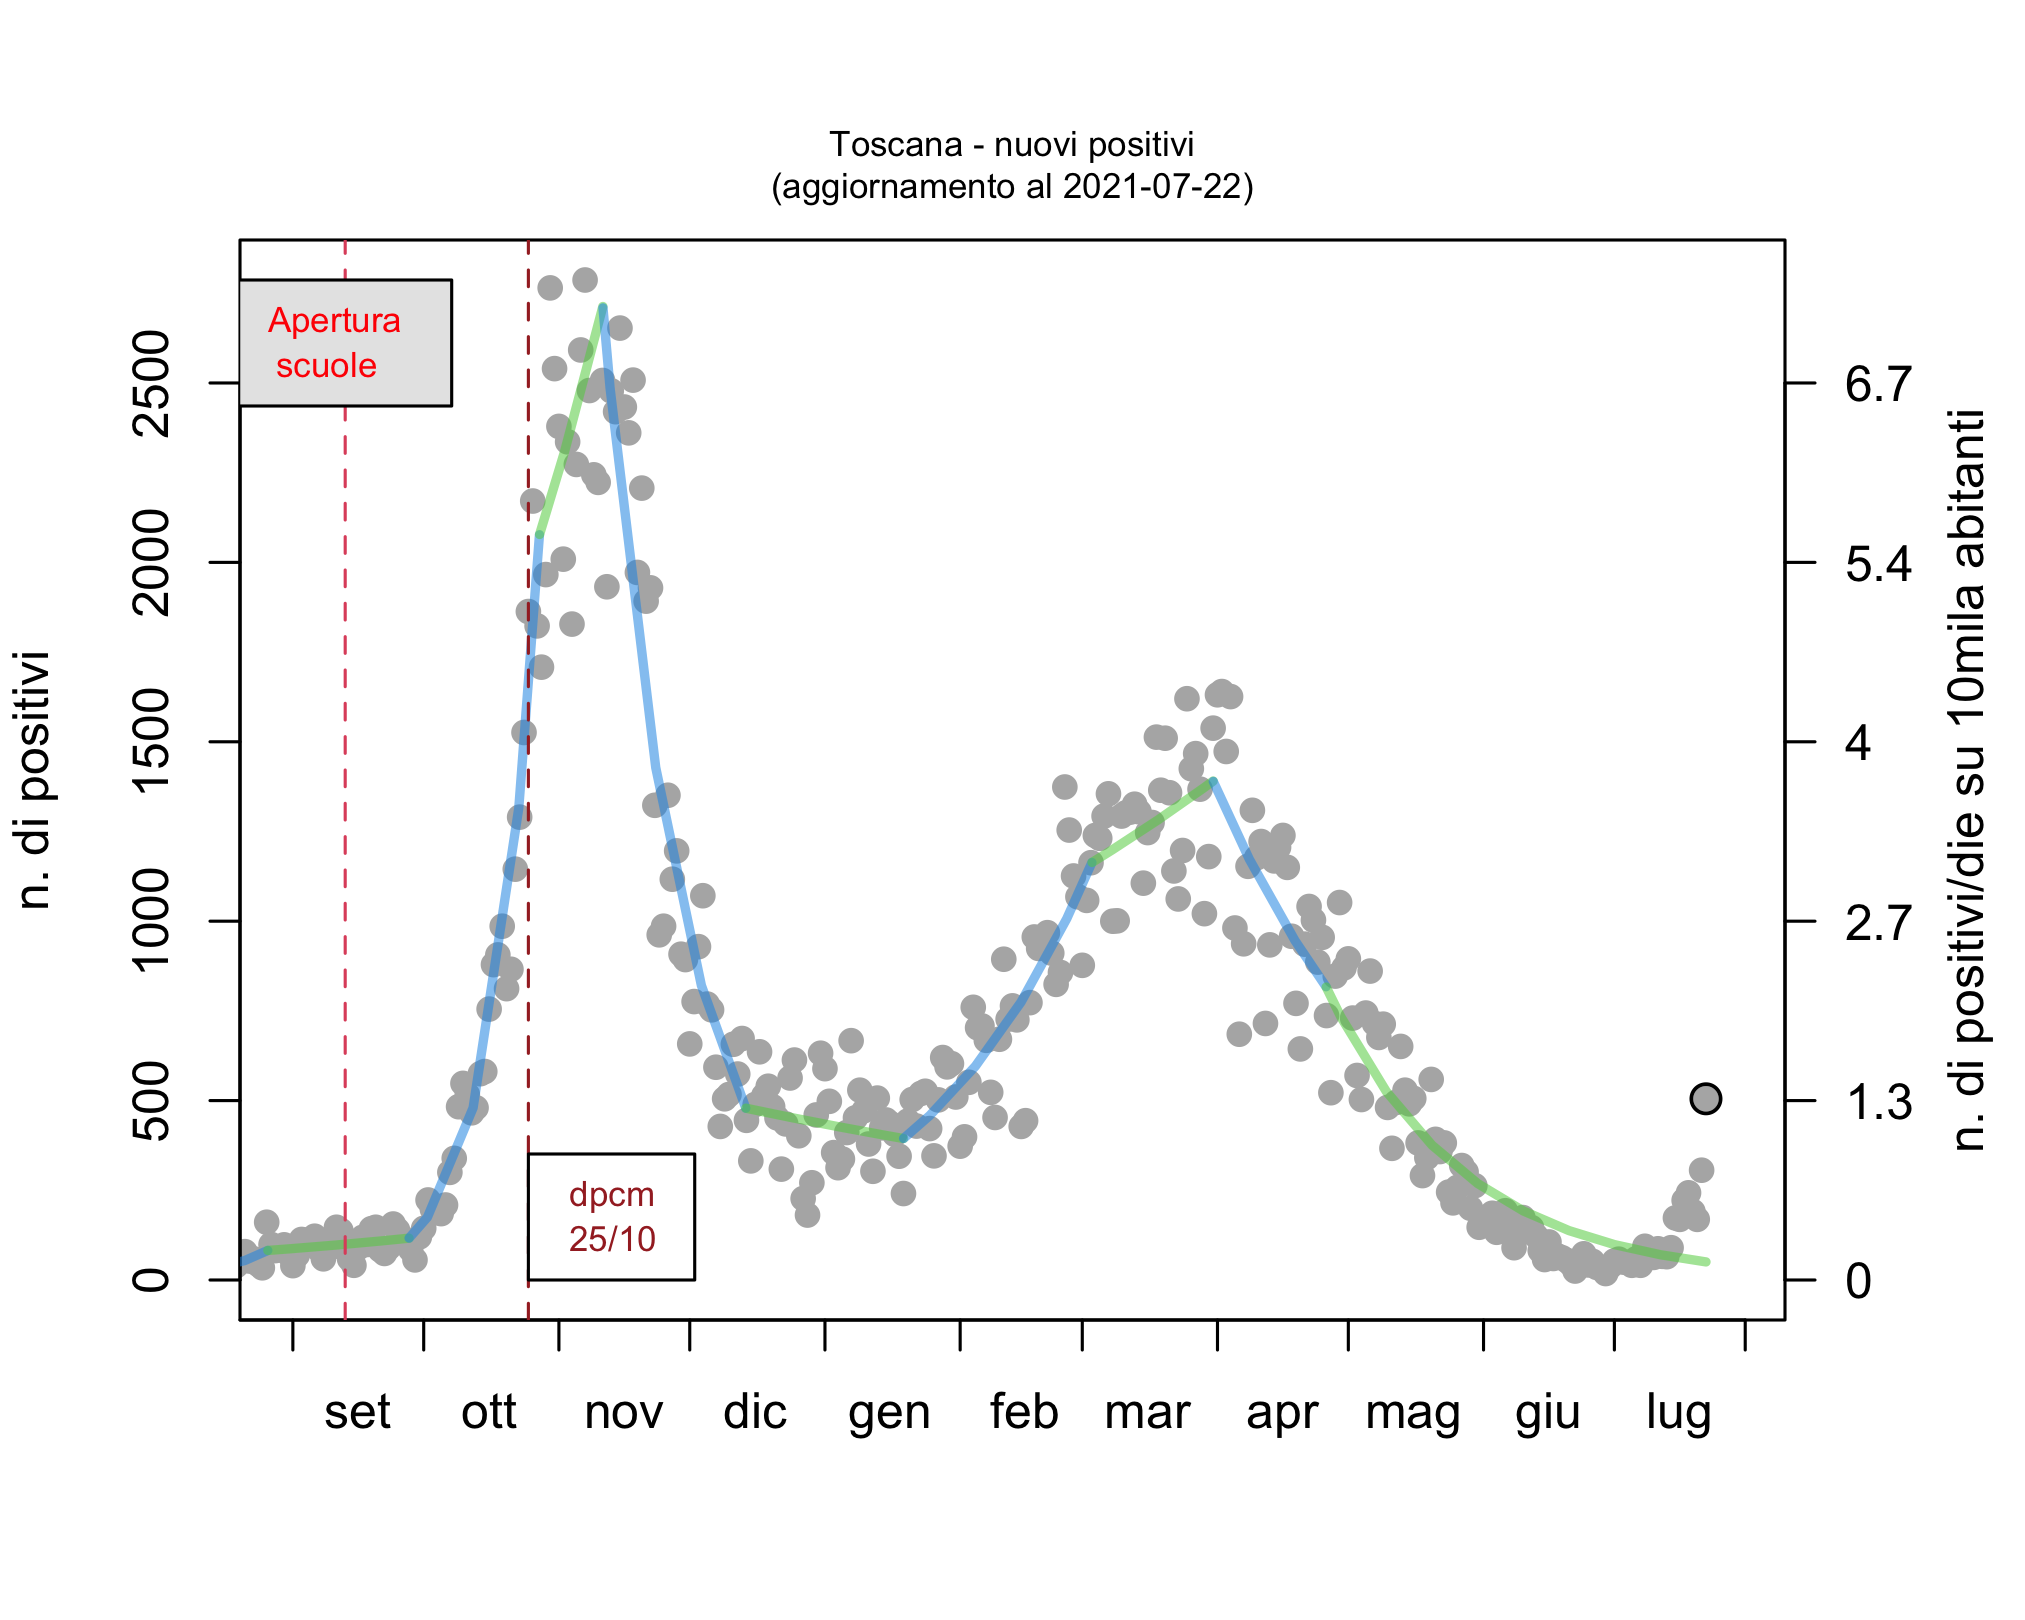 Toscana - nuovi positivi
(aggiornamento al 2021-07-22)
Apertura
scuole
dpcm
25/10
n. di positivi
0
500
1000
1500
2000
2500
0
1.3
2.7
4
5.4
6.7
n. di positivi/die su 10mila abitanti
set ott nov dic gen feb mar apr mag giu lug